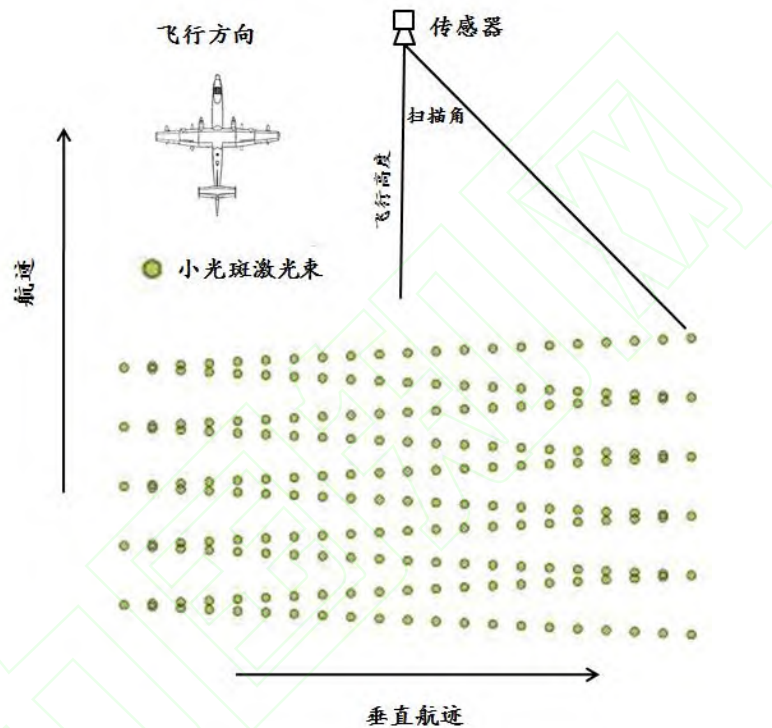 飞行方向
传感器
扫描角
飞行高度
小光斑激光束
航迹
垂直航迹